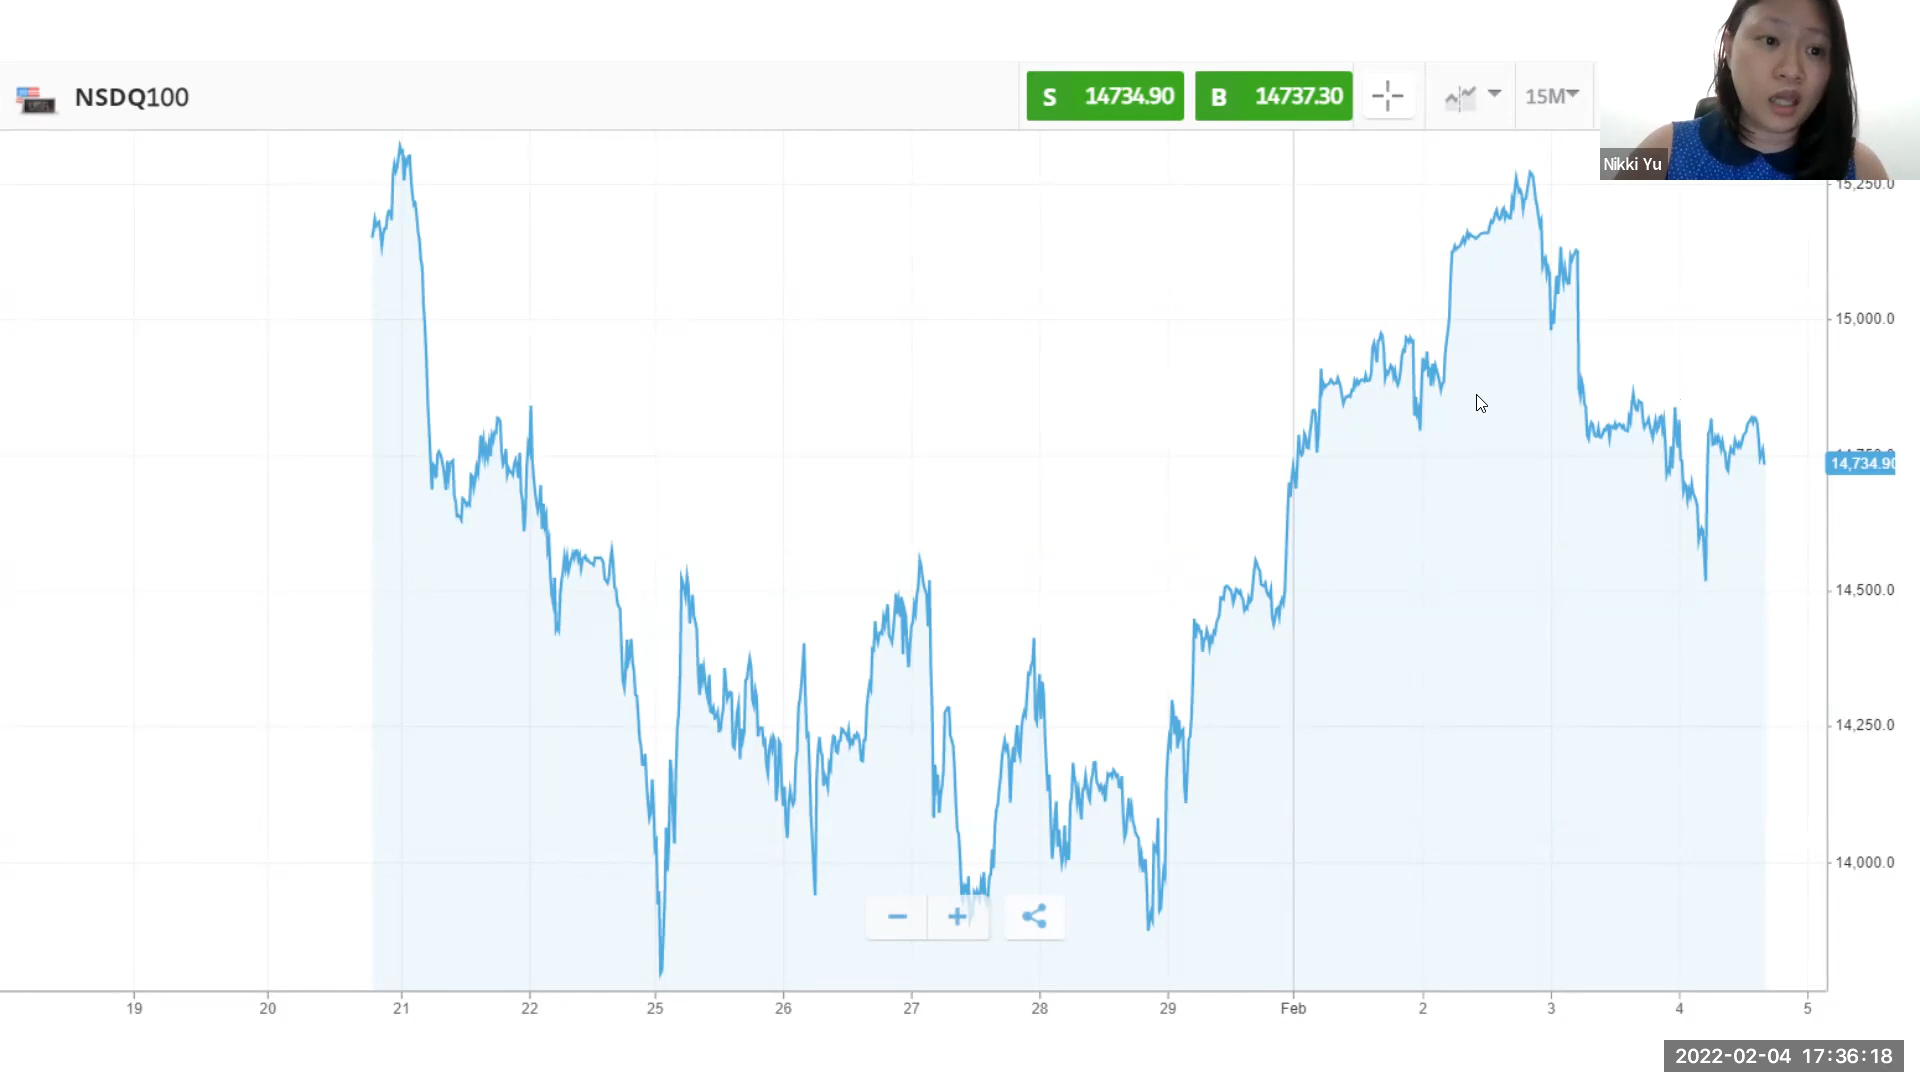 NSDQ100
S 14734.90
B 14737.30
15M
Nikki Yu
15,250.0
15,000.0
14,734.90
14,500.0
14,250.0
14,000.0
19 20 21 22 25 26 27 28 29 Feb 2 3 4 5
2022-02-04 17:36:18